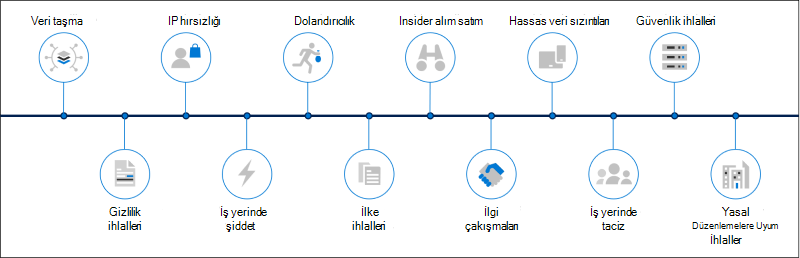 Veri taşma
IP hırsızlığı
Dolandırıcılık
Insider alım satım
Hassas veri sızıntıları
Güvenlik ihlalleri
Gizlilik
ihlalleri
İş yerinde
şiddet
İlke
ihlalleri
İlgi
çakışmaları
İş yerinde
taciz
Yasal
Düzenlemelere Uyum
İhlaller